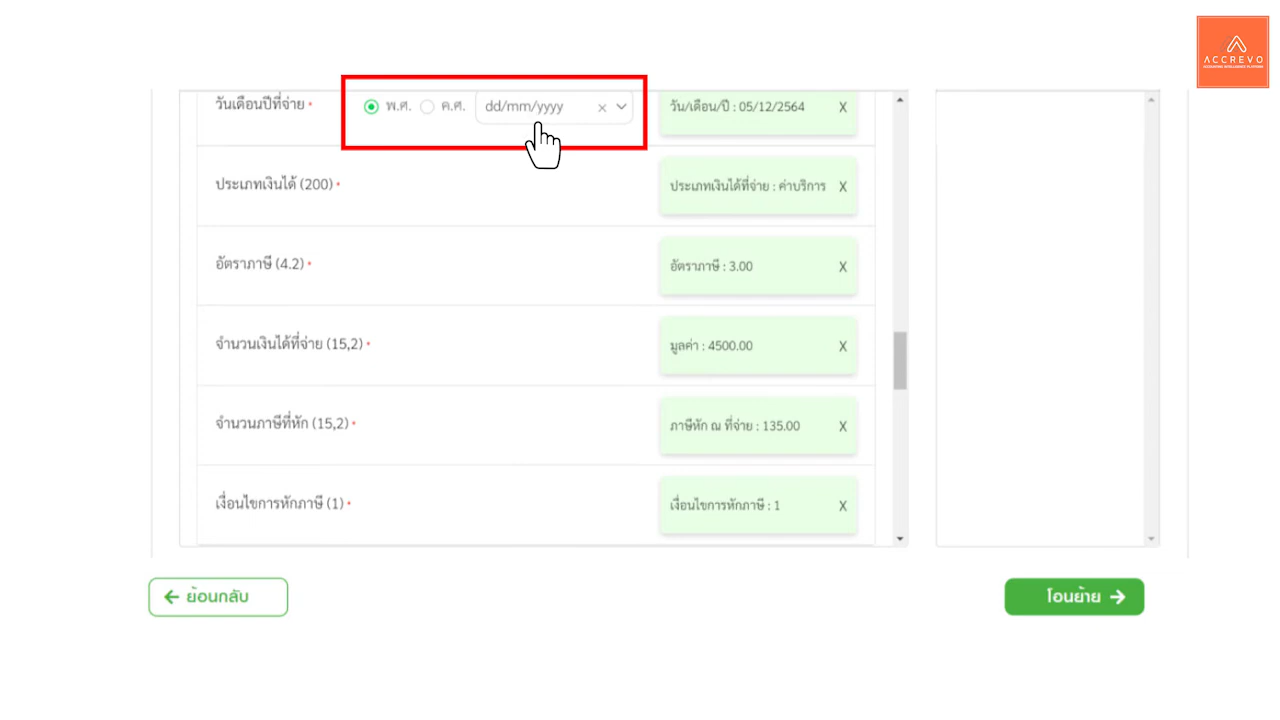 ACCREVO
วันเดือนปีที่จ่าย • พ.ศ. ค.ศ. dd/mm/yyyy × วัน/เดือน/ปี : 05/12/2564 X
ประเภทเงินได้ (200) • ประเภทเงินได้ที่จ่าย : ค่าบริการ X
อัตราภาษี (4.2) • อัตราภาษี : 3.00 X
จำนวนเงินได้ที่จ่าย (15,2) • มูลค่า : 4500.00 X
จำนวนภาษีที่หัก (15,2) • ภาษีหัก ณ ที่จ่าย : 135.00 X
เงื่อนไขการหักภาษี (1) • เงื่อนไขการหักภาษี : 1 X
← ย้อนกลับ
โอนย้าย →